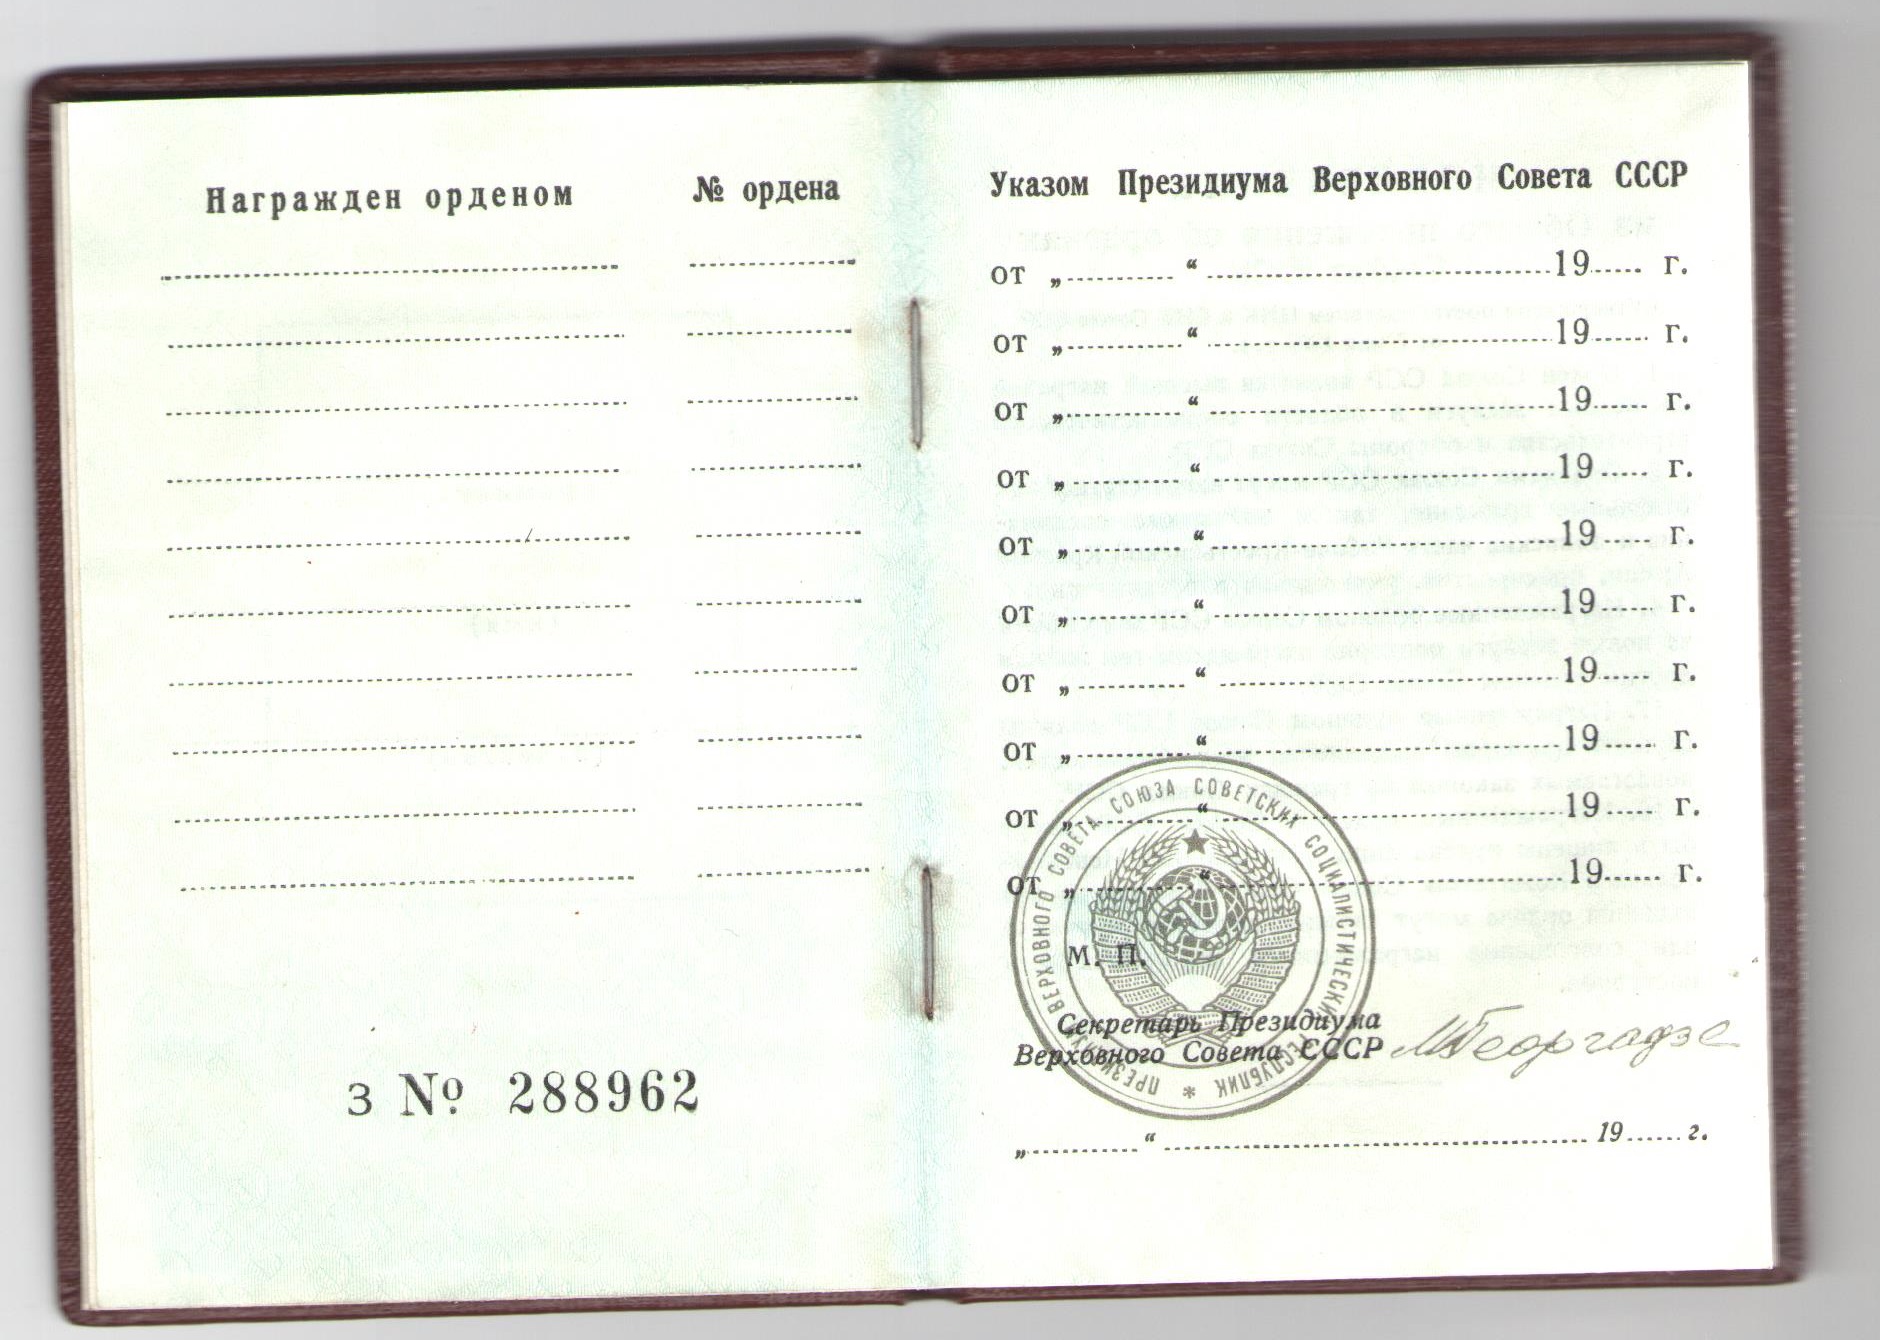 Награжден орденом № ордена
Указом Президиума Верховного Совета СССР
от „ “ 19 г.
от „ “ 19 г.
от „ “ 19 г.
от „ “ 19 г.
от „ “ 19 г.
от „ “ 19 г.
от „ “ 19 г.
от „ “ 19 г.
от „ “ 19 г.
от „ “ 19 г.
ПРЕЗИДИУМ ВЕРХОВНОГО СОВЕТА СОЮЗА СОВЕТСКИХ СОЦИАЛИСТИЧЕСКИХ РЕСПУБЛИК *
М. П.
Секретарь Президиума
Верховного Совета СССР
МГеоргадзе
„ “ 19 г.
З № 288962